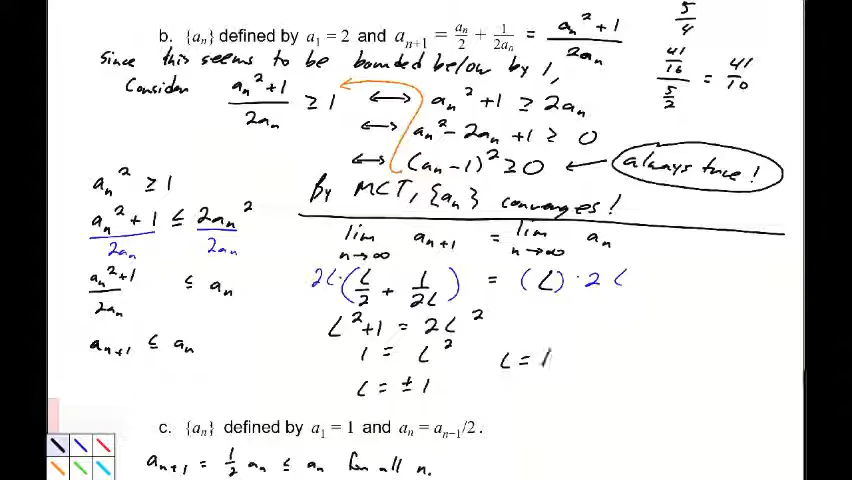 b. {aₙ} defined by a₁ = 2 and aₙ₊₁ = aₙ/2 + 1/(2aₙ) = (aₙ² + 1)/(2aₙ)
5/4
Since this seems to be bounded below by 1,
(41/16)/(5/2) = 41/10
Consider (aₙ² + 1)/(2aₙ) ≥ 1 ⟷ aₙ² + 1 ≥ 2aₙ
⟷ aₙ² - 2aₙ + 1 ≥ 0
⟷ (aₙ - 1)² ≥ 0 ← always true!
By MCT, {aₙ} converges!
aₙ² ≥ 1
aₙ² + 1 ≤ 2aₙ²
2aₙ 2aₙ
(aₙ² + 1)/(2aₙ) ≤ aₙ
aₙ₊₁ ≤ aₙ
lim n→∞ aₙ₊₁ = lim n→∞ aₙ
2L · (L/2 + 1/(2L)) = (L) · 2L
L² + 1 = 2L²
1 = L²
L = 1
L = ± 1
c. {aₙ} defined by a₁ = 1 and aₙ = aₙ₋₁/2.
aₙ₊₁ = 1/2 aₙ ≤ aₙ for all n.